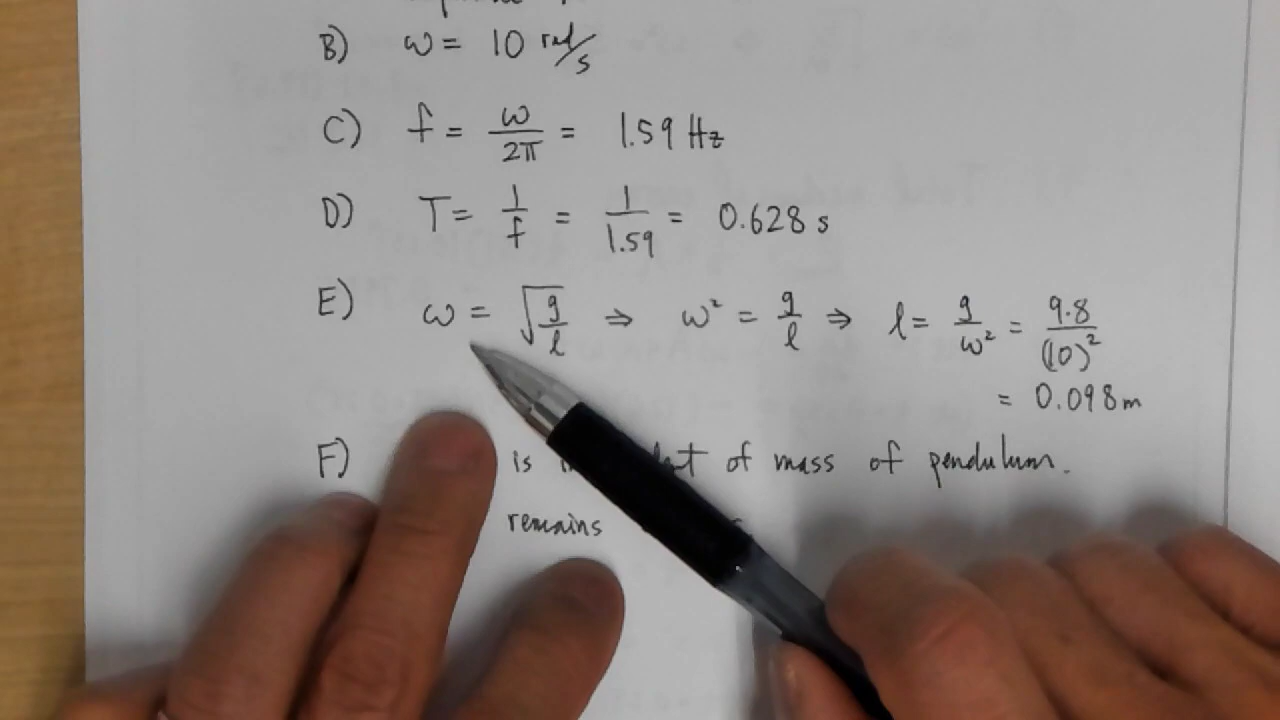 B) ω = 10 rad/s
C) f = ω/2π = 1.59 Hz
D) T = 1/f = 1/1.59 = 0.628 s
E) ω = √(g/l) ⇒ ω² = g/l ⇒ l = g/ω² = 9.8/(10)²
= 0.098m
F) is of mass of pendulum.
remains